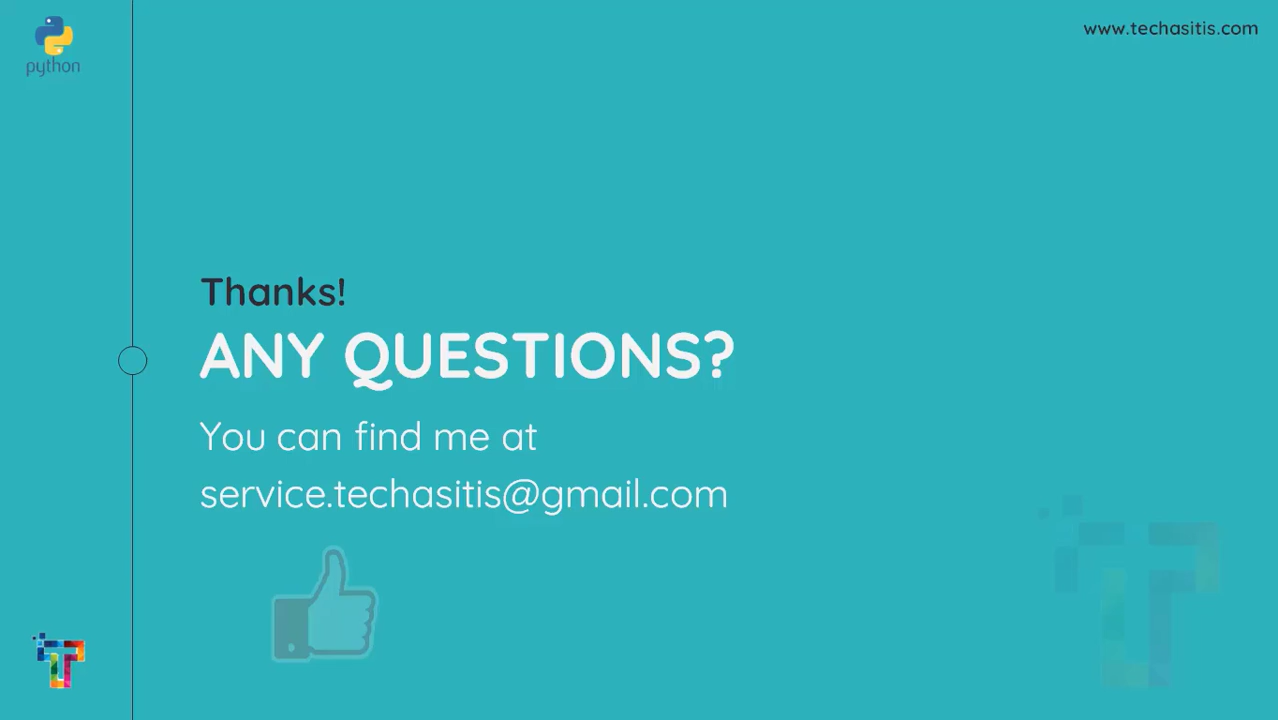 python
www.techasitis.com
Thanks!
ANY QUESTIONS?
You can find me at
service.techasitis@gmail.com